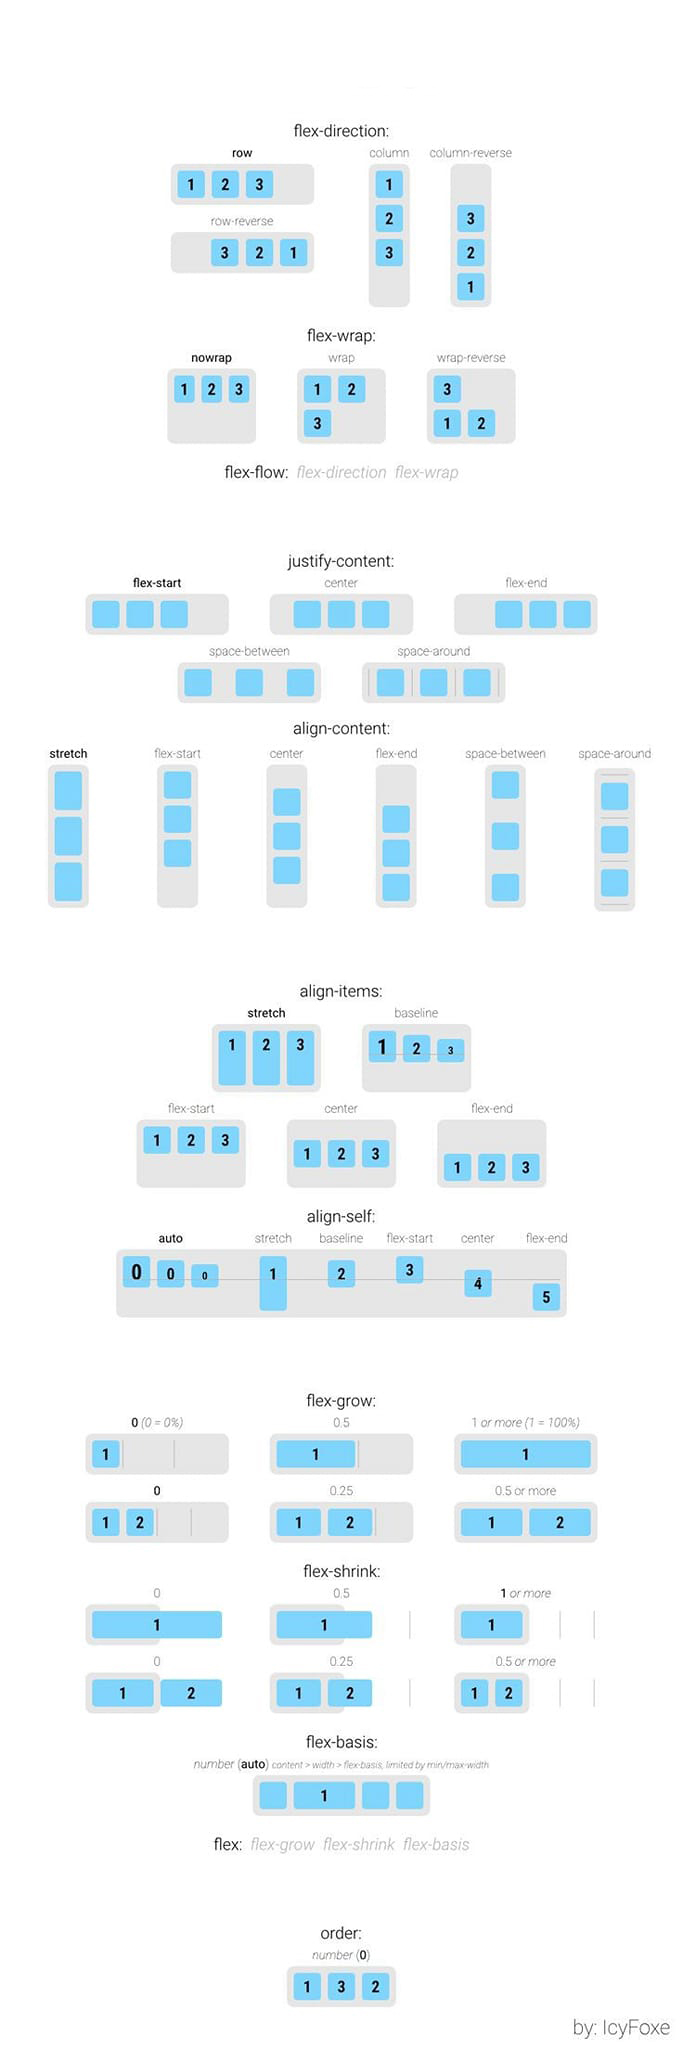 flex-direction:
row column column-reverse
1 2 3
row-reverse
3 2 1
1
2
3
3
2
1
flex-wrap:
nowrap wrap wrap-reverse
1 2 3
1 2
3
3
1 2
flex-flow: flex-direction flex-wrap
justify-content:
flex-start center flex-end
space-between space-around
align-content:
stretch flex-start center flex-end space-between space-around
align-items:
stretch baseline
1 2 3 1 2 3
flex-start center flex-end
1 2 3 1 2 3 1 2 3
align-self:
auto stretch baseline flex-start center flex-end
0 0 0 1 2 3 4 5
flex-grow:
0 (0 = 0%) 0.5 1 or more (1 = 100%)
1 1 1
0 0.25 0.5 or more
1 2 1 2 1 2
flex-shrink:
0 0.5 1 or more
1 1 1
0 0.25 0.5 or more
1 2 1 2 1 2
flex-basis:
number (auto) content > width > flex-basis, limited by min/max-width
1
flex: flex-grow flex-shrink flex-basis
order:
number (0)
1 3 2
by: IcyFoxe